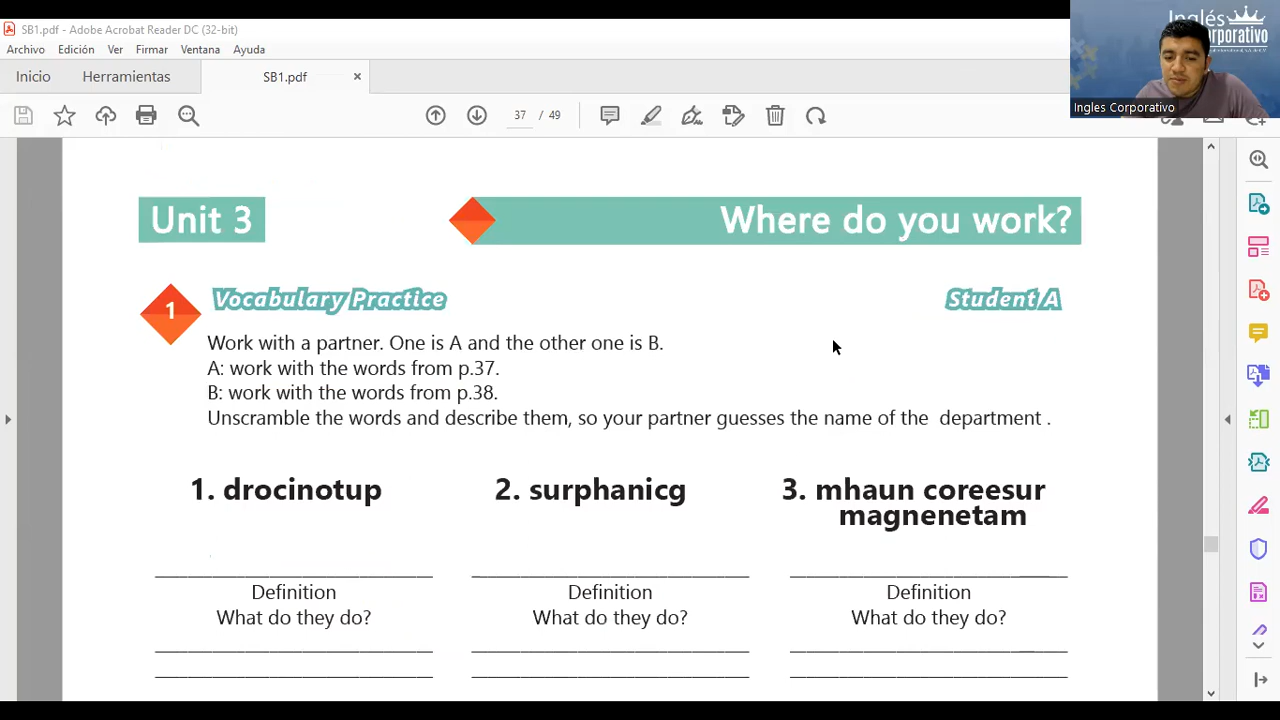 SB1.pdf - Adobe Acrobat Reader DC (32-bit)
Archivo Edición Ver Firmar Ventana Ayuda
Inicio Herramientas SB1.pdf ×
37 / 49
Inglés
Corporativo
Ingles Corporativo
Unit 3
Where do you work?
1 Vocabulary Practice
Student A
Work with a partner. One is A and the other one is B.
A: work with the words from p.37.
B: work with the words from p.38.
Unscramble the words and describe them, so your partner guesses the name of the department .
1. drocinotup 2. surphanicg 3. mhaun coreesur
magnenetam
Definition Definition Definition
What do they do? What do they do? What do they do?